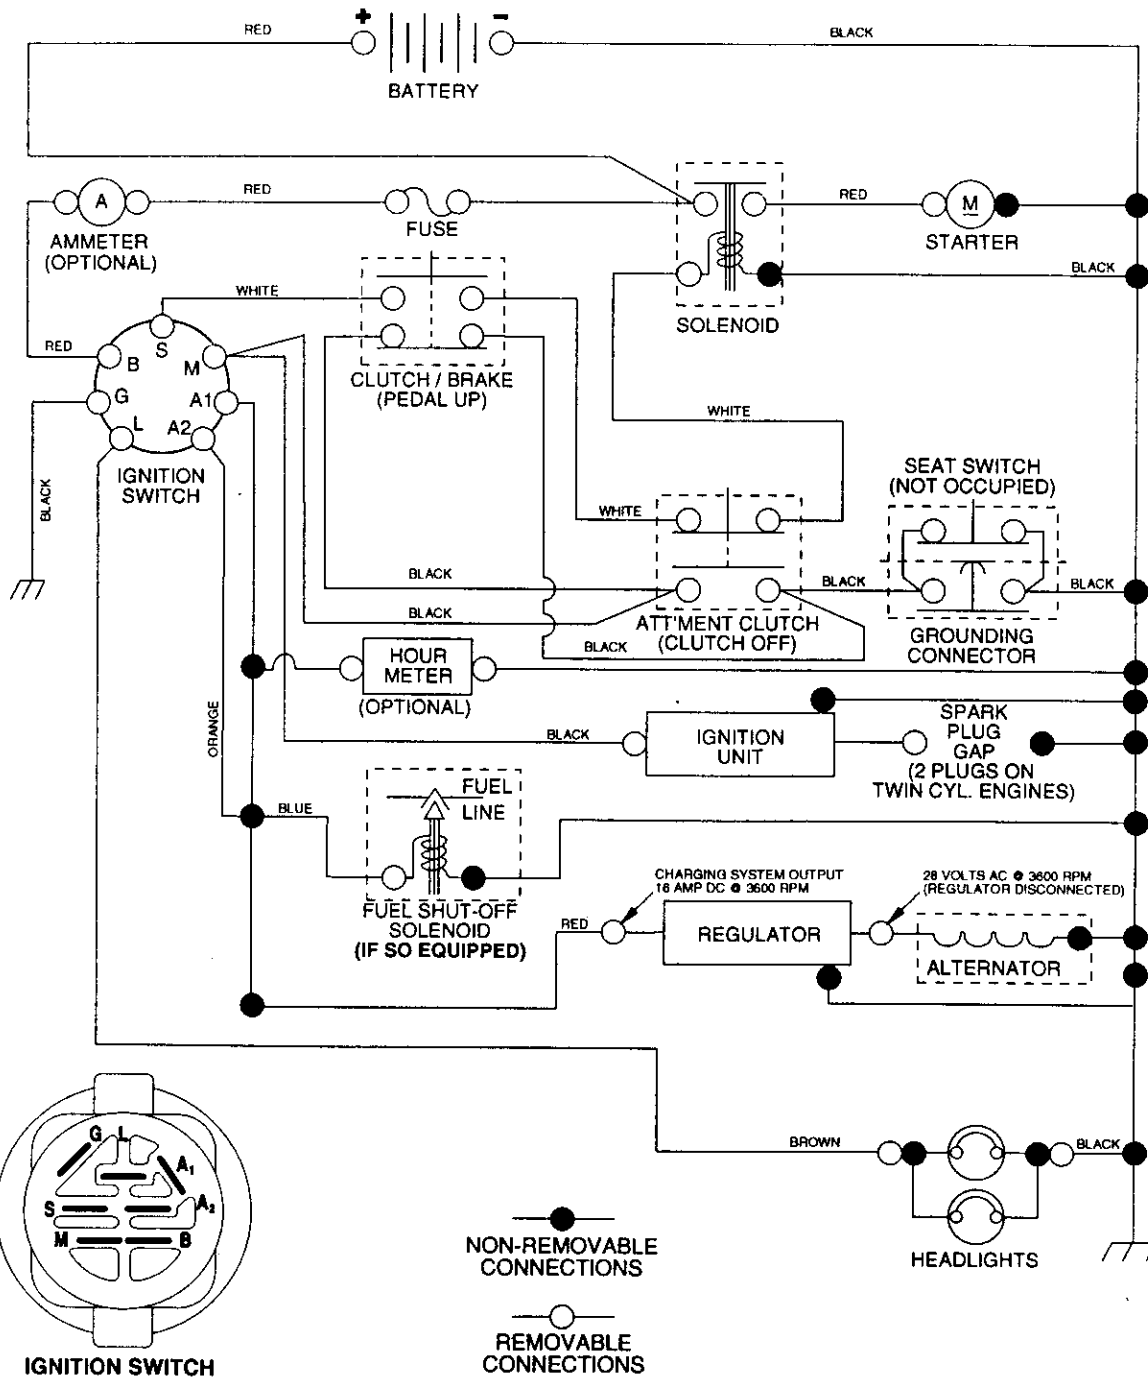 +
-
RED
BLACK
BATTERY
A
RED
AMMETER
(OPTIONAL)
FUSE
SOLENOID
RED
M
STARTER
BLACK
WHITE
RED
S
B
M
G
A1
L
A2
IGNITION
SWITCH
CLUTCH / BRAKE
(PEDAL UP)
WHITE
BLACK
WHITE
SEAT SWITCH
(NOT OCCUPIED)
BLACK
BLACK
BLACK
BLACK
ATT'MENT CLUTCH
(CLUTCH OFF)
BLACK
GROUNDING
CONNECTOR
HOUR
METER
(OPTIONAL)
ORANGE
BLACK
IGNITION
UNIT
SPARK
PLUG
GAP
(2 PLUGS ON
TWIN CYL. ENGINES)
BLUE
FUEL
LINE
FUEL SHUT-OFF
SOLENOID
(IF SO EQUIPPED)
CHARGING SYSTEM OUTPUT
16 AMP DC @ 3600 RPM
28 VOLTS AC @ 3600 RPM
(REGULATOR DISCONNECTED)
RED
REGULATOR
ALTERNATOR
BROWN
BLACK
HEADLIGHTS
G
L
A1
S
A2
M
B
IGNITION SWITCH
NON-REMOVABLE
CONNECTIONS
REMOVABLE
CONNECTIONS